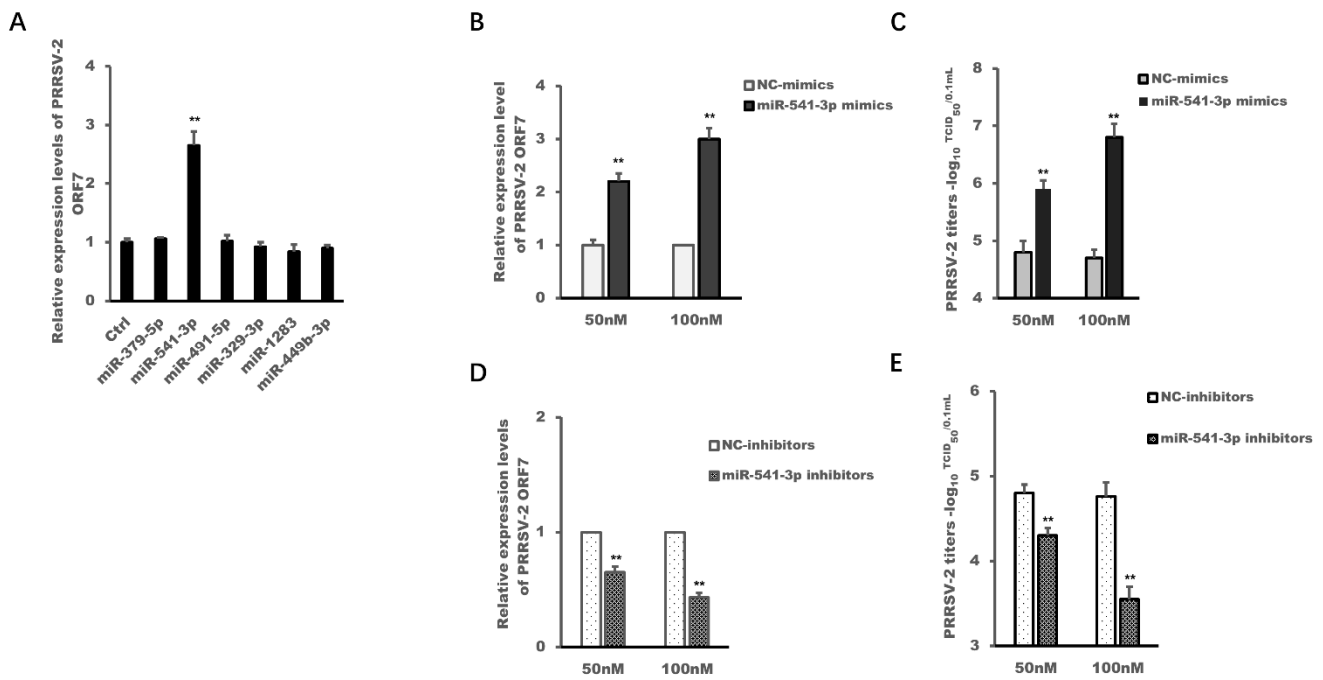 A
Relative expression levels of PRRSV-2
ORF7
4
3
2
1
0
**
Ctrl
miR-379-5p
miR-541-3p
miR-491-5p
miR-329-3p
miR-1283
miR-449b-3p
B
Relative expression level
of PRRSV-2 ORF7
4
3
2
1
0
**
**
NC-mimics
miR-541-3p mimics
50nM
100nM
C
PRRSV-2 titers -log10 TCID50/0.1mL
8
7
6
5
4
**
**
NC-mimics
miR-541-3p mimics
50nM
100nM
D
Relative expression levels
of PRRSV-2 ORF7
2
1
0
**
**
NC-inhibitors
miR-541-3p inhibitors
50nM
100nM
E
PRRSV-2 titers -log10 TCID50/0.1mL
6
5
4
3
**
**
NC-inhibitors
miR-541-3p inhibitors
50nM
100nM